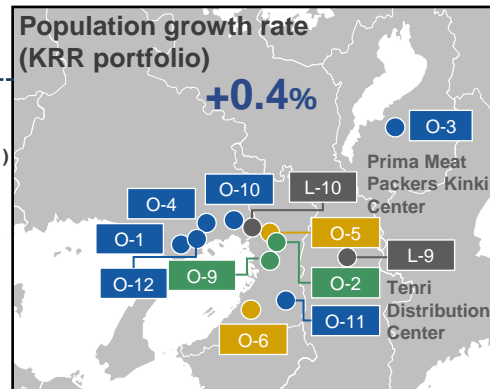 Population growth rate
(KRR portfolio)
+0.4%
)
O-3
Prima Meat
Packers Kinki
Center
O-10
L-10
O-4
O-1
O-5
O-12
O-9
L-9
O-2
Tenri
Distribution
Center
O-11
O-6